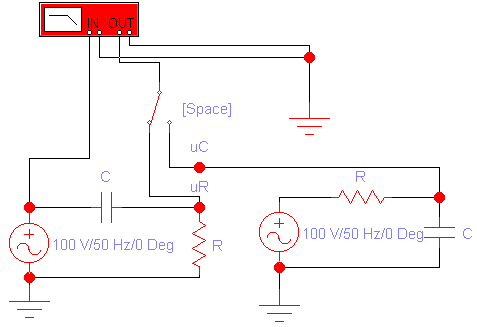 IN OUT
[Space]
uC
C
uR
R
R
100 V/50 Hz/0 Deg
100 V/50 Hz/0 Deg
C